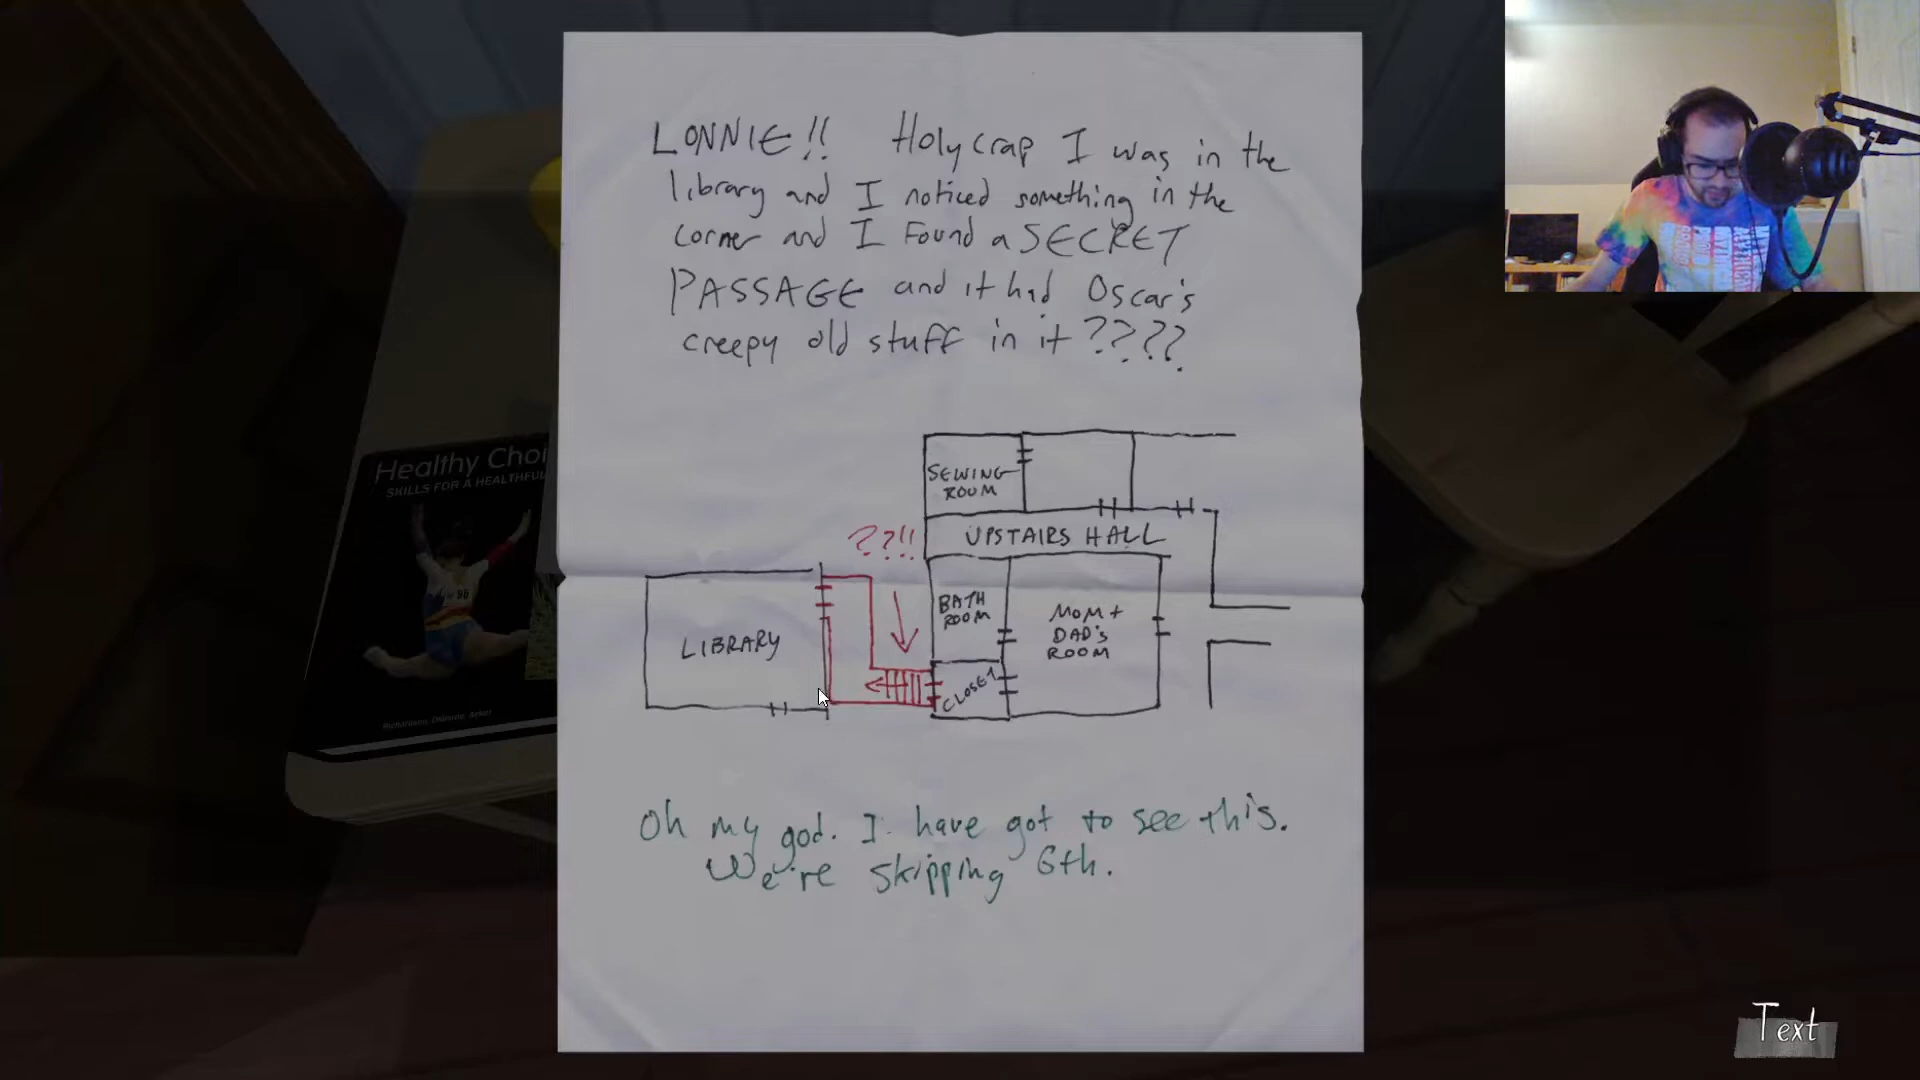 LONNIE!! Holy crap I was in the
library and I noticed something in the
corner and I found a SECRET
PASSAGE and it had Oscar's
creepy old stuff in it ????
SEWING
ROOM
UPSTAIRS HALL
??!!
BATH
ROOM
MOM +
DAD'S
ROOM
LIBRARY
CLOSET
Oh my god. I have got to see this.
We're skipping 6th.
Healthy Choi
SKILLS FOR A HEALTHFUL
Text